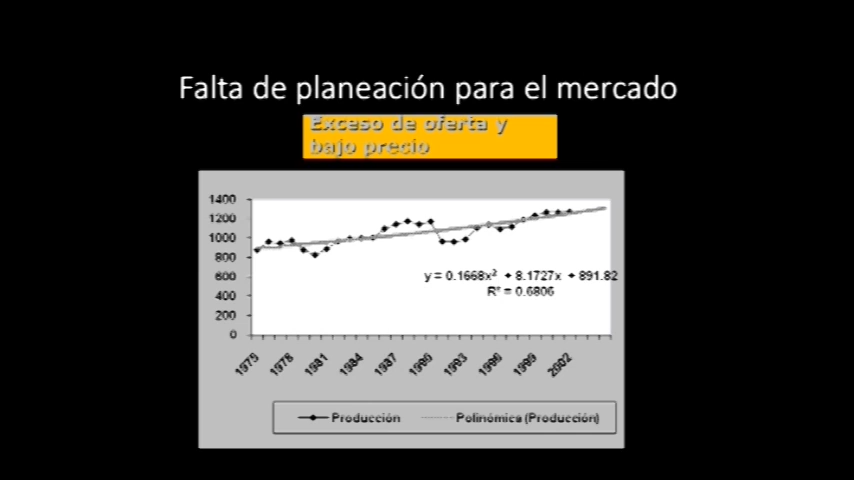 Falta de planeación para el mercado
Exceso de oferta y
bajo precio
1400
1200
1000
800
600
400
200
0
y = 0.1668x² + 8.1727x + 891.82
R² = 0.6806
1975 1978 1981 1984 1987 1990 1993 1996 1999 2002
Producción Polinómica (Producción)